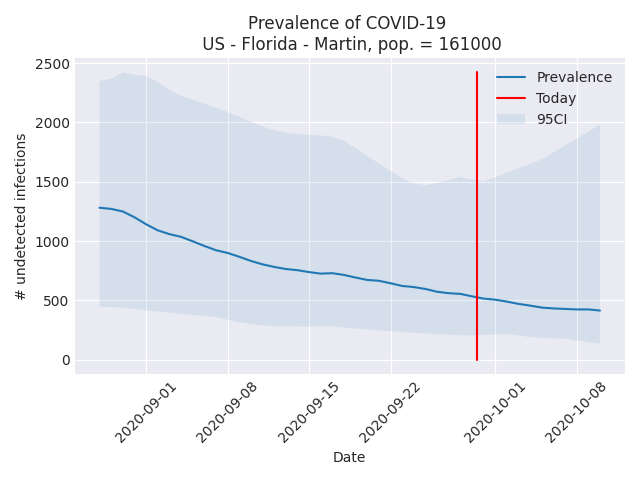 Prevalence of COVID-19
US - Florida - Martin, pop. = 161000
# undetected infections
2500
2000
1500
1000
500
0
Prevalence
Today
95CI
2020-09-01
2020-09-08
2020-09-15
2020-09-22
2020-10-01
2020-10-08
Date